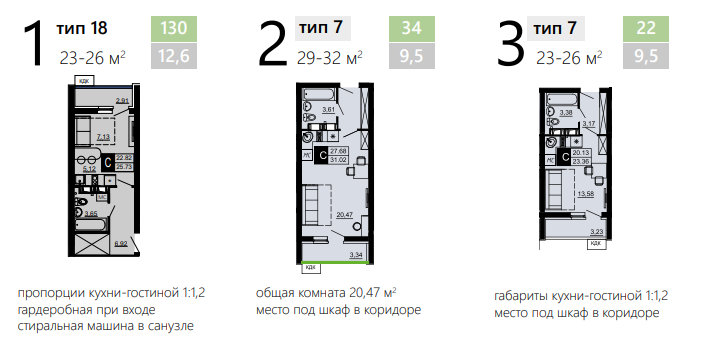 1
тип 18
130
23-26 м²
12,6
КДК
2.91
7.13
С
22.82
25.73
5.12
МС
3.65
6.92
пропорции кухни-гостиной 1:1,2
гардеробная при входе
стиральная машина в санузле
2
тип 7
34
29-32 м²
9,5
3.61
МС
С
27.68
31.02
20.47
3.34
КДК
общая комната 20,47 м²
место под шкаф в коридоре
3
тип 7
22
23-26 м²
9,5
3.38
3.17
МС
С
20.13
23.36
13.58
3.23
КДК
габариты кухни-гостиной 1:1,2
место под шкаф в коридоре